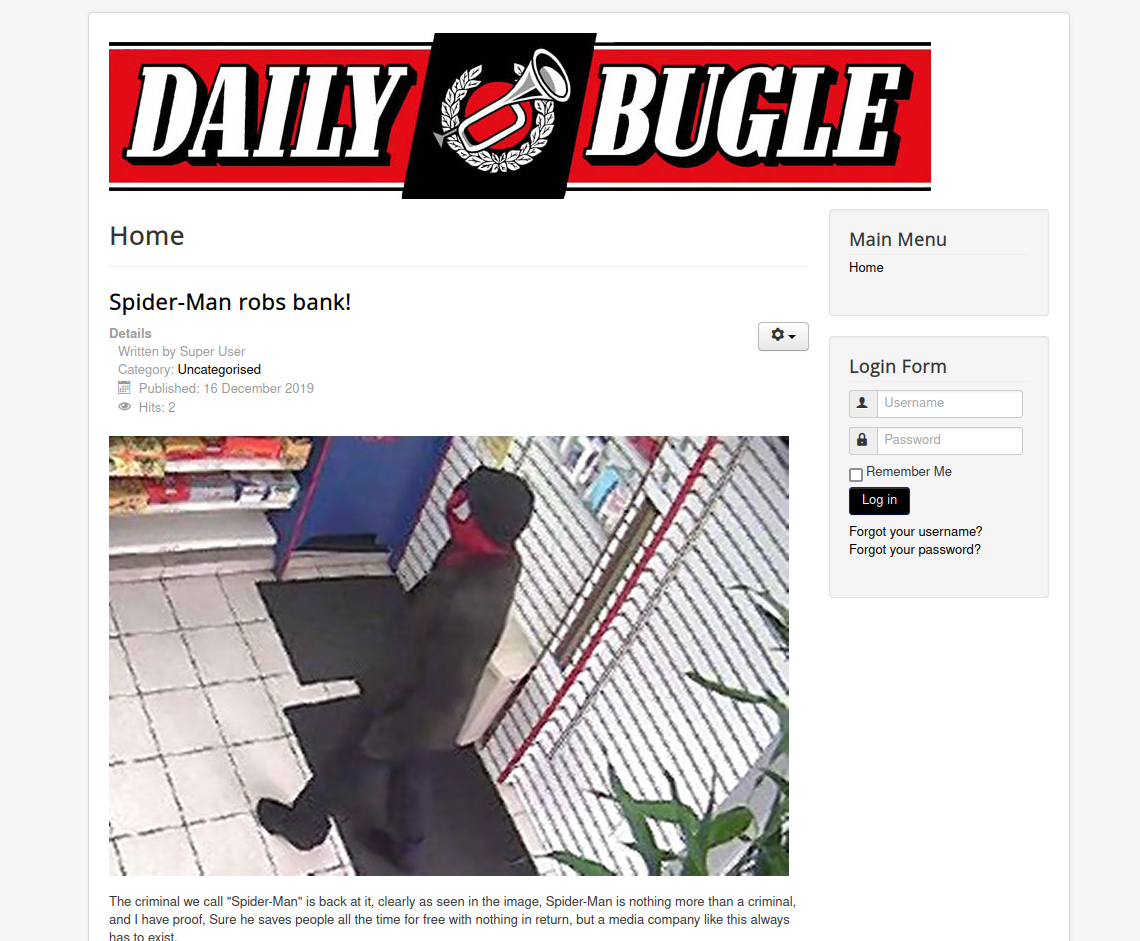 DAILY BUGLE
Home
Spider-Man robs bank!
Details
Written by Super User
Category: Uncategorised
Published: 16 December 2019
Hits: 2
The criminal we call "Spider-Man" is back at it, clearly as seen in the image, Spider-Man is nothing more than a criminal,
and I have proof, Sure he saves people all the time for free with nothing in return, but a media company like this always
has to exist.
Main Menu
Home
Login Form
Username
Password
Remember Me
Log in
Forgot your username?
Forgot your password?